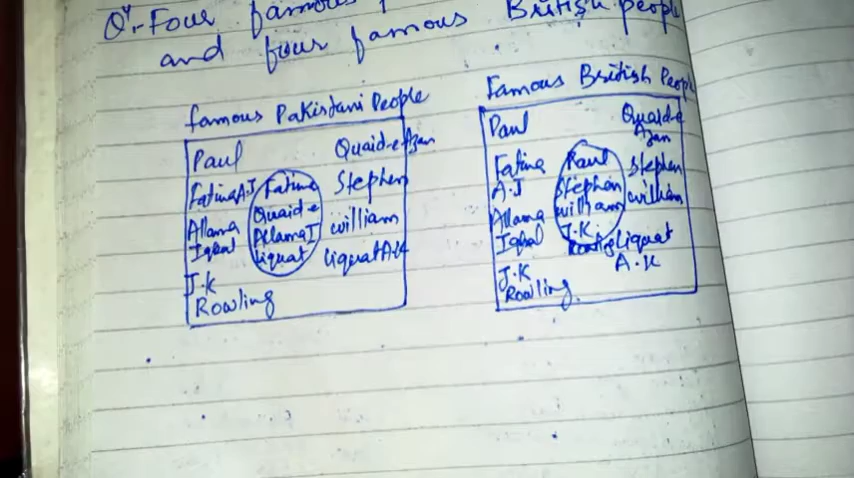 Qr-Four famous
and four famous British people
famous Pakistani People
Paul
Quaid-e-Azam
Fatima A.J
Fatima
Stephen
Quaid-e
Allama
Iqbal
Allama I
william
liquat
liquat A.K
J.K
Rowling
Famous British People
Paul
Quaid-e
Azam
Fatima
A.J
Paul
Stephen
Stephen
william
william
Allama
Iqbal
J.K
liquat
A.K
J.K
Rowling.